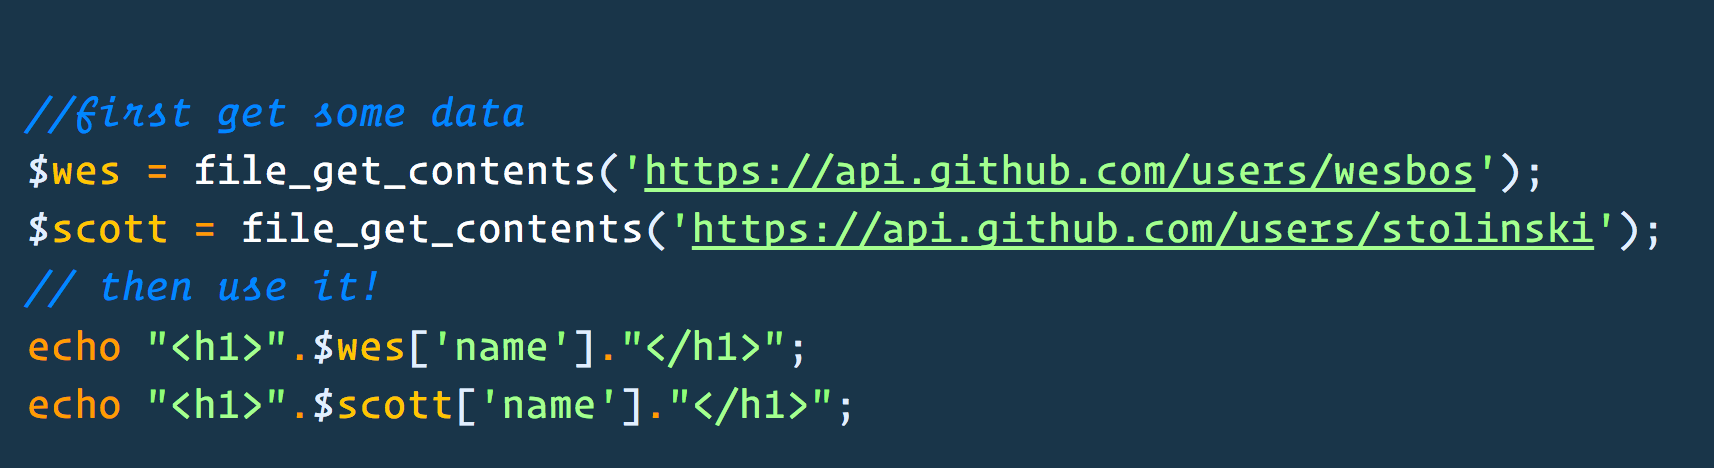 //first get some data
$wes = file_get_contents('https://api.github.com/users/wesbos');
$scott = file_get_contents('https://api.github.com/users/stolinski');
// then use it!
echo "<h1>".$wes['name']."</h1>";
echo "<h1>".$scott['name']."</h1>";